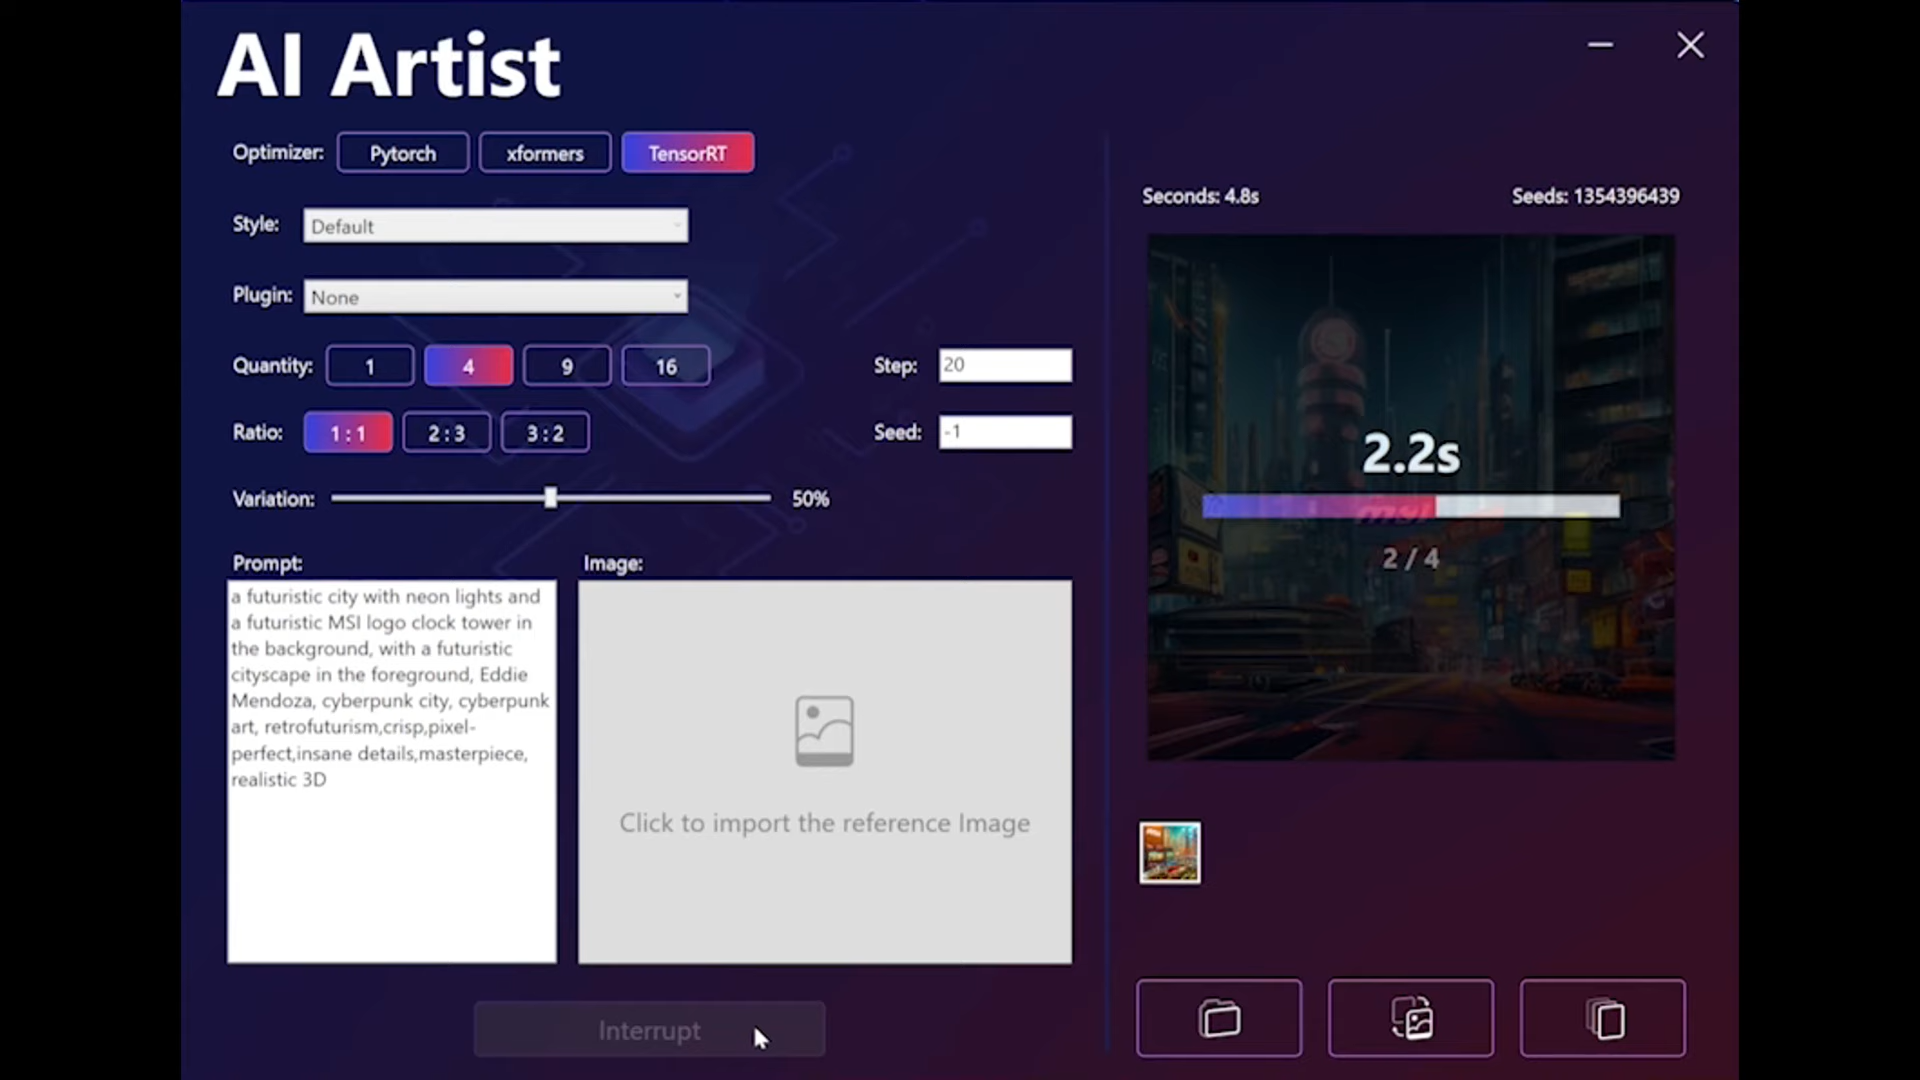 AI Artist
Optimizer: Pytorch xformers TensorRT
Style: Default
Plugin: None
Quantity: 1 4 9 16
Step: 20
Ratio: 1 : 1 2 : 3 3 : 2
Seed: -1
Variation: 50%
Prompt:
a futuristic city with neon lights and
a futuristic MSI logo clock tower in
the background, with a futuristic
cityscape in the foreground, Eddie
Mendoza, cyberpunk city, cyberpunk
art, retrofuturism,crisp,pixel-
perfect,insane details,masterpiece,
realistic 3D
Image:
Click to import the reference Image
Interrupt
Seconds: 4.8s
Seeds: 1354396439
2.2s
msi
2 / 4